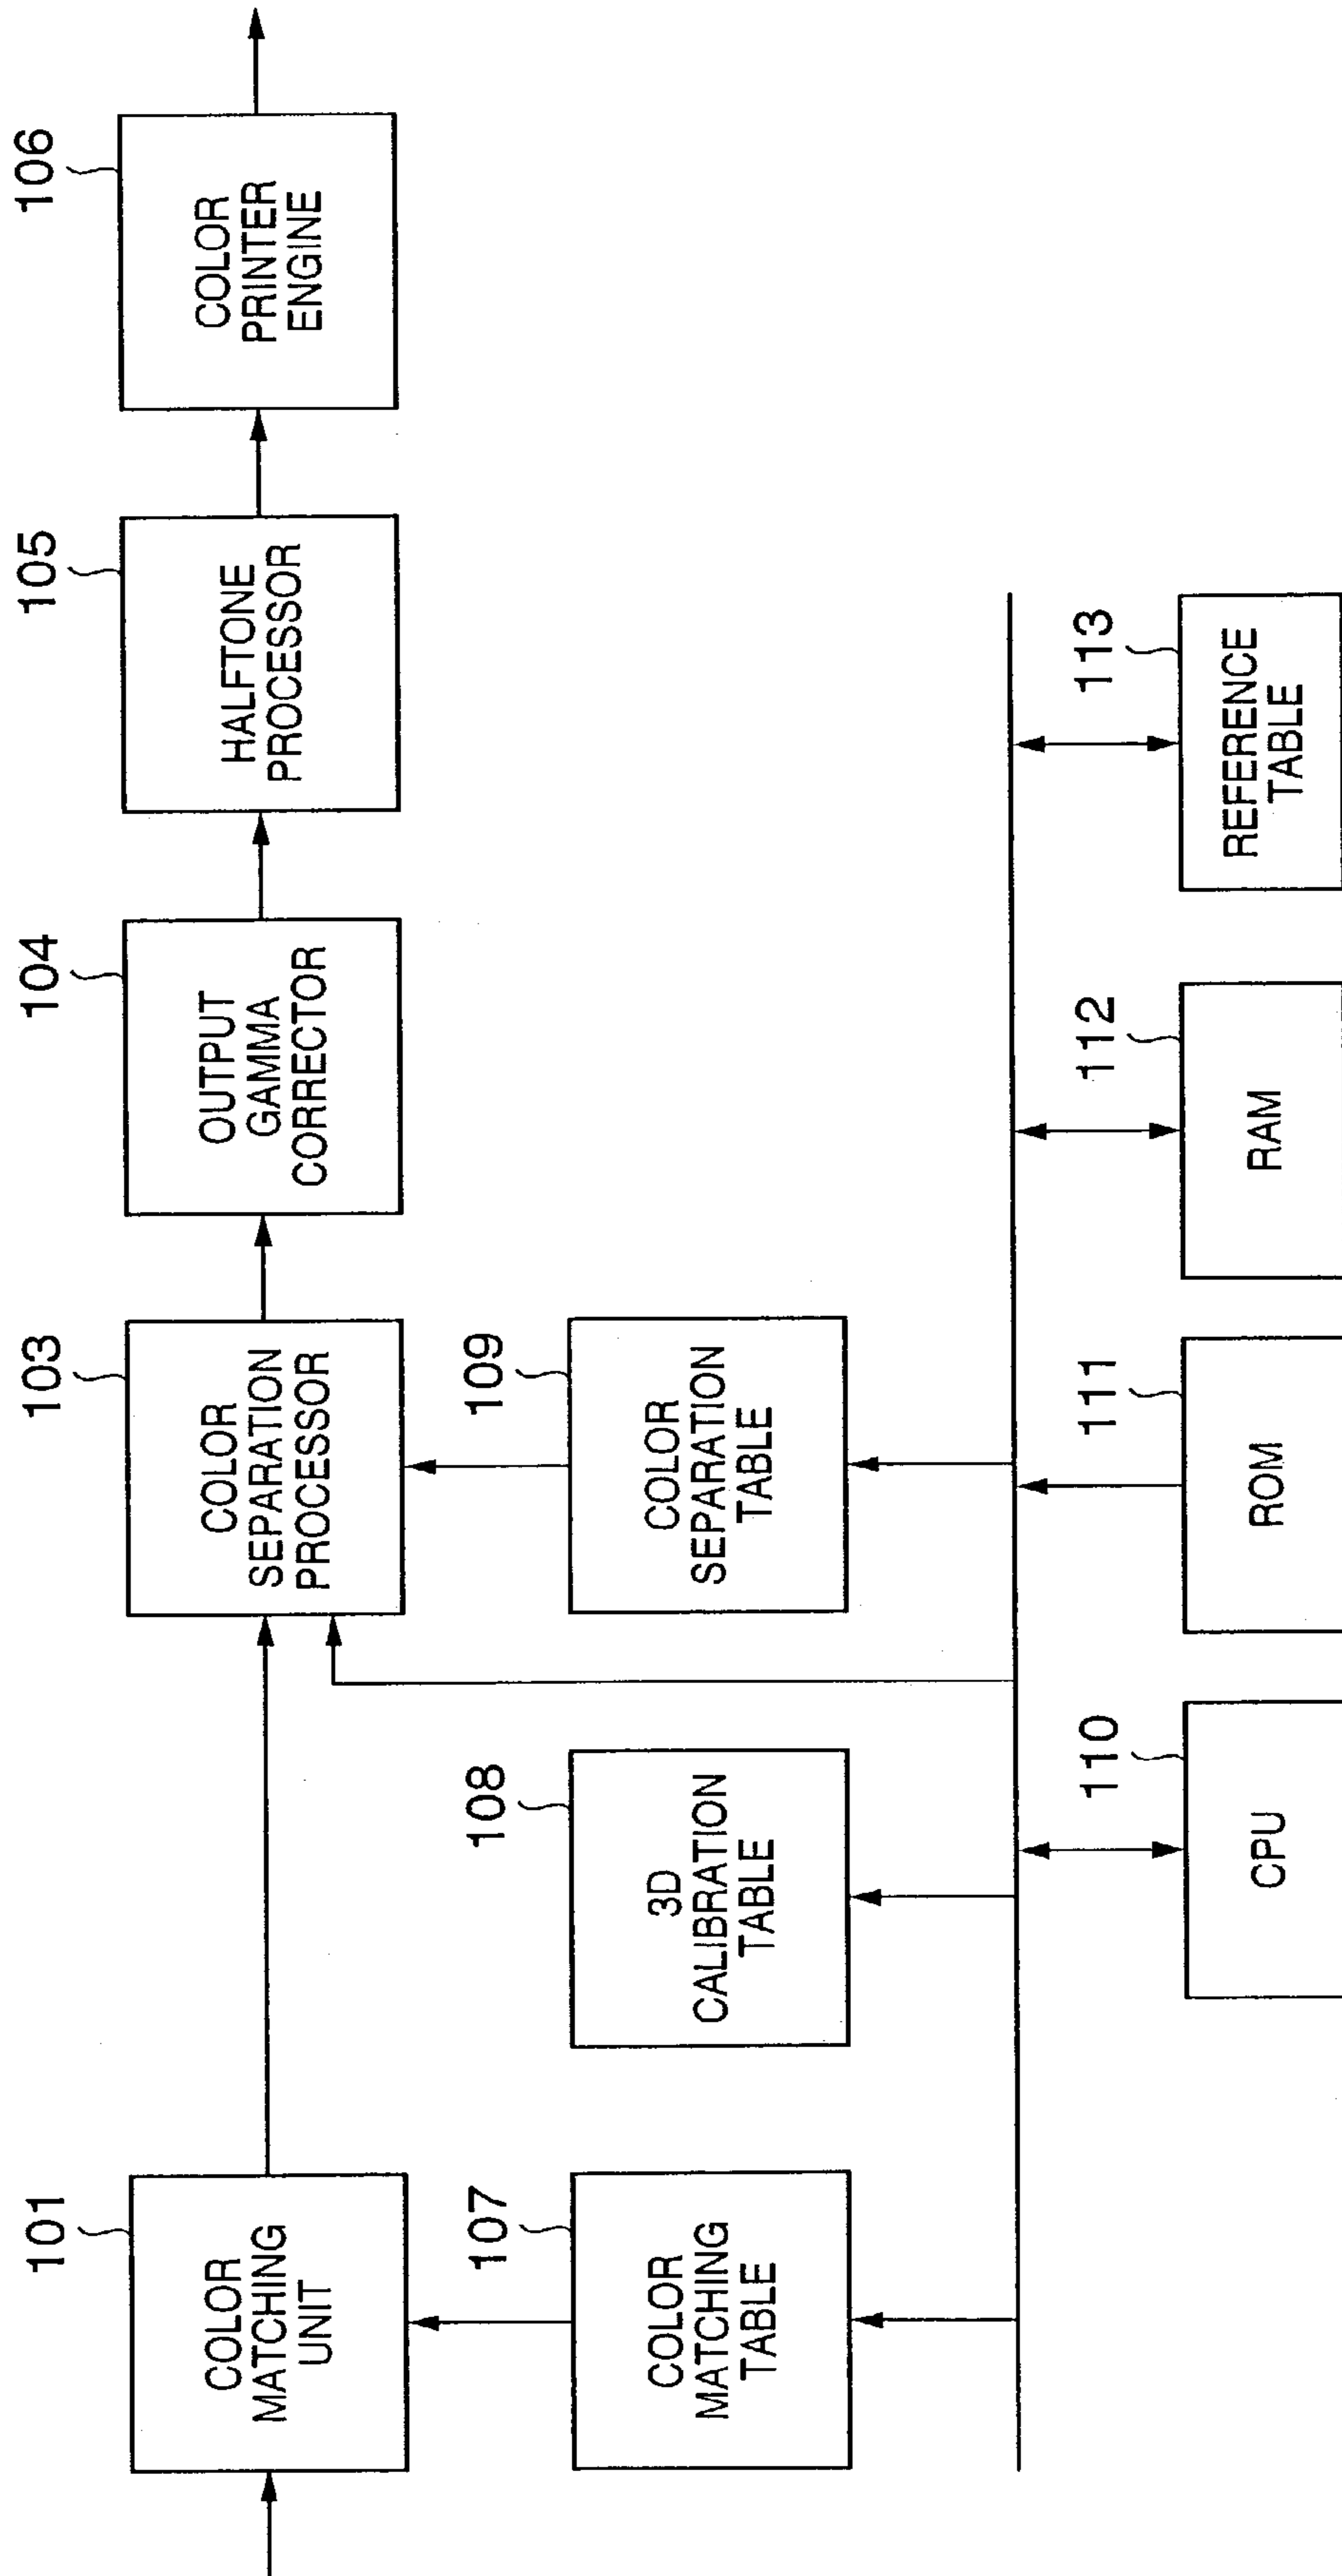 101
COLOR
MATCHING
UNIT
103
COLOR
SEPARATION
PROCESSOR
104
OUTPUT
GAMMA
CORRECTOR
105
HALFTONE
PROCESSOR
106
COLOR
PRINTER
ENGINE
107
COLOR
MATCHING
TABLE
108
3D
CALIBRATION
TABLE
109
COLOR
SEPARATION
TABLE
110
CPU
111
ROM
112
RAM
113
REFERENCE
TABLE